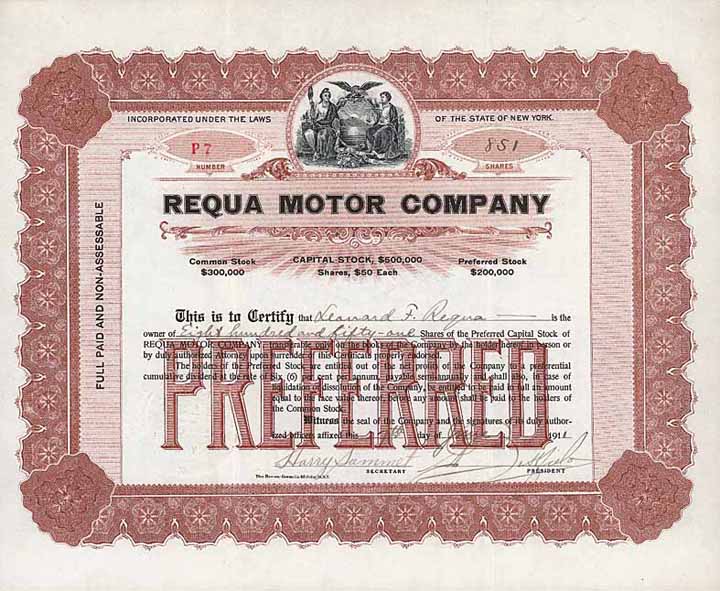 INCORPORATED UNDER THE LAWS OF THE STATE OF NEW YORK.
P7 NUMBER
851 SHARES
FULL PAID AND NON-ASSESSABLE
REQUA MOTOR COMPANY
Common Stock $300,000
CAPITAL STOCK, $500,000 Shares, $50 Each
Preferred Stock $200,000
This is to Certify that Leonard F. Requa is the
owner of Eight hundred and fifty-one Shares of the Preferred Capital Stock of
REQUA MOTOR COMPANY transferable only on the books of the Company by the holder hereof in person or
by duly authorized Attorney upon surrender of this Certificate properly endorsed.
The holders of the Preferred are entitled out of the net profits of the Company to a preferential
cumulative dividend at the rate of Six (6) per cent per annum, payable semi-annually and shall also, in case of
liquidation or dissolution of the Company, be entitled to be paid in full an amount
equal to the face value thereof, before any amount shall be paid to the holders of
the Common Stock.
Witness the seal of the Company and the signatures of its duly author-
ized officers affixed this day of 1911
PREFERRED
Harry Sammet
SECRETARY
PRESIDENT